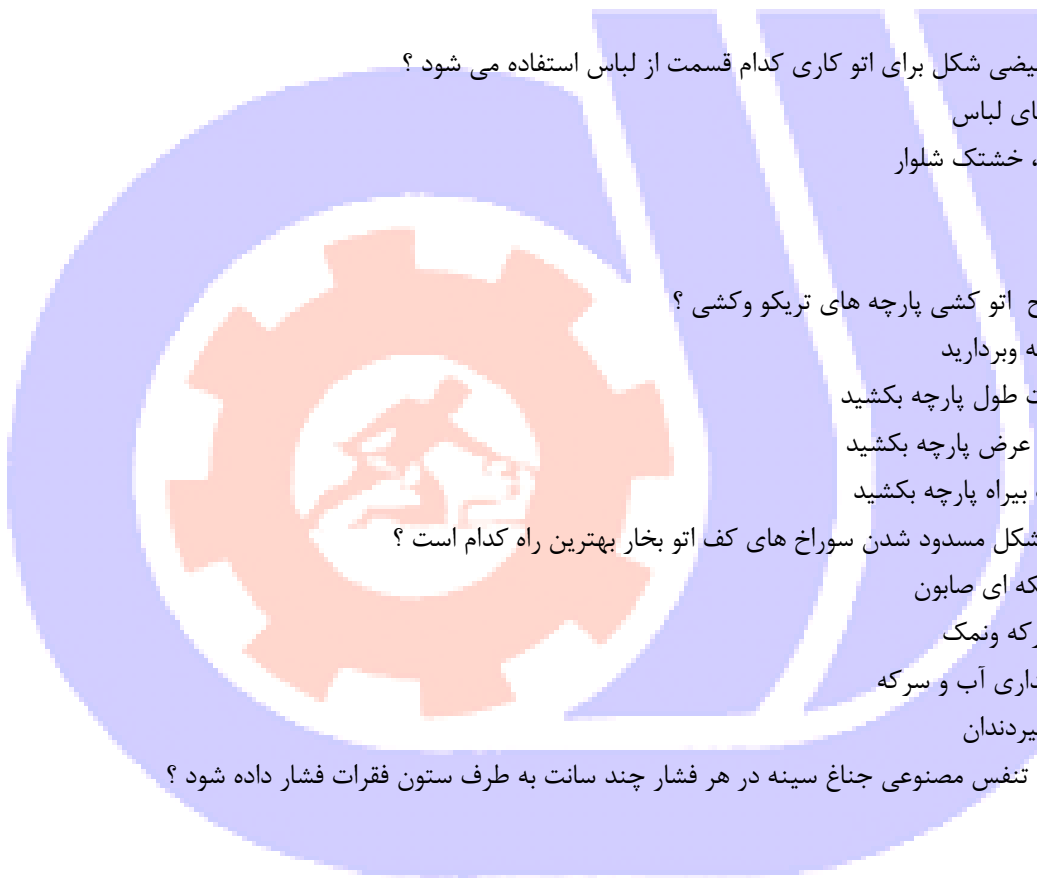 یضی شکل برای اتو کاری کدام قسمت از لباس استفاده می شود ؟
ای لباس
، خشتک شلوار
ح اتو کشی پارچه های تریکو وکشی ؟
ه وبردارید
ت طول پارچه بکشید
عرض پارچه بکشید
بیراه پارچه بکشید
شکل مسدود شدن سوراخ های کف اتو بخار بهترین راه کدام است ؟
که ای صابون
رکه ونمک
داری آب و سرکه
یردندان
تنفس مصنوعی جناغ سینه در هر فشار چند سانت به طرف ستون فقرات فشار داده شود ؟